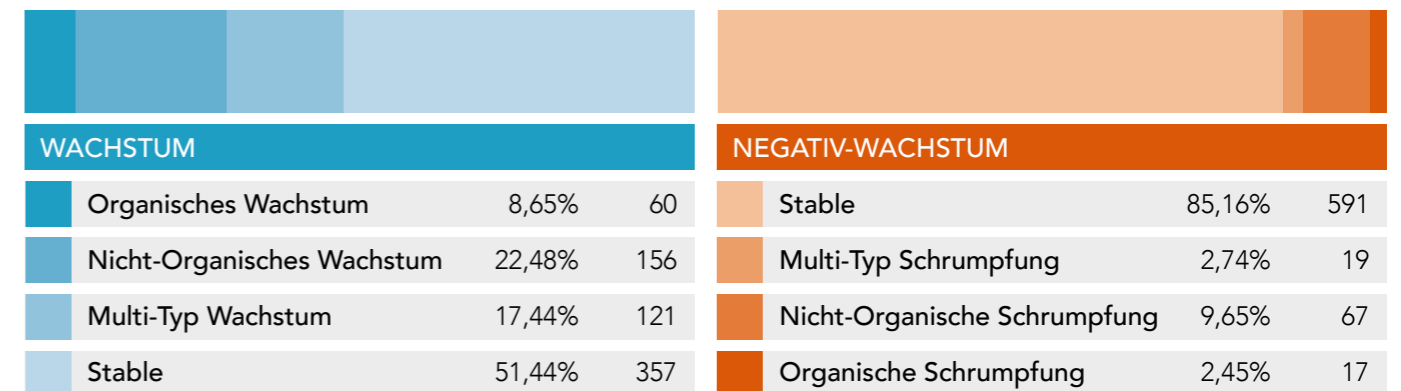 WACHSTUM
Organisches Wachstum 8,65% 60
Nicht-Organisches Wachstum 22,48% 156
Multi-Typ Wachstum 17,44% 121
Stable 51,44% 357
NEGATIV-WACHSTUM
Stable 85,16% 591
Multi-Typ Schrumpfung 2,74% 19
Nicht-Organische Schrumpfung 9,65% 67
Organische Schrumpfung 2,45% 17